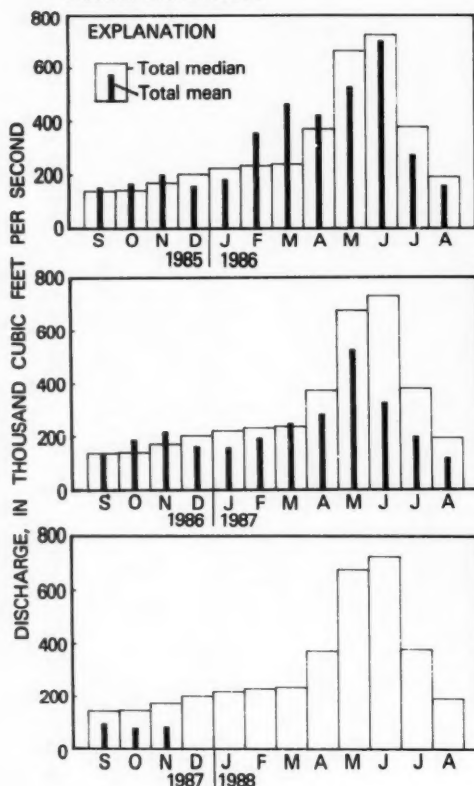 DISCHARGE, IN THOUSAND CUBIC FEET PER SECOND
800
600
400
200
0
EXPLANATION
Total median
Total mean
S O N D J F M A M J J A
1985 1986
800
600
400
200
0
S O N D J F M A M J J A
1986 1987
800
600
400
200
0
S O N D J F M A M J J A
1987 1988